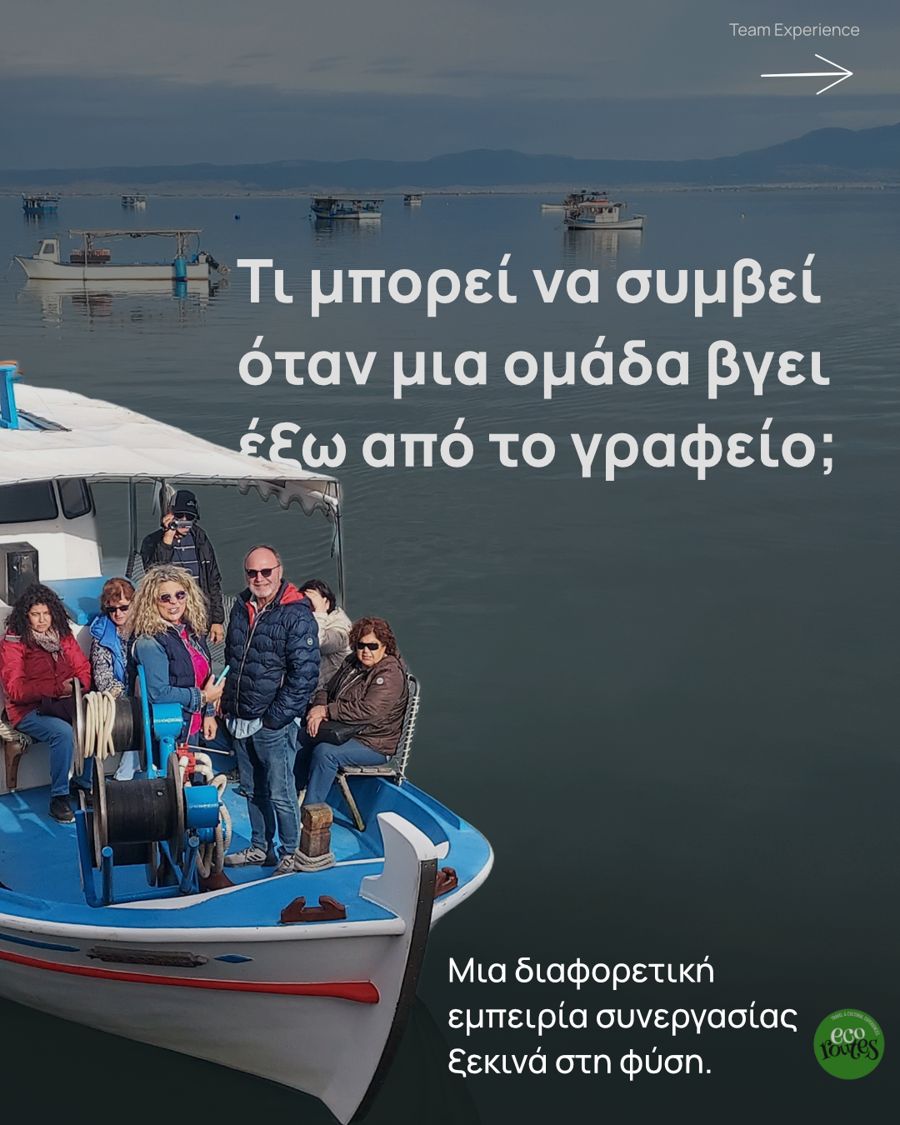 Team Experience
Τι μπορεί να συμβεί
όταν μια ομάδα βγει
έξω από το γραφείο;
Μια διαφορετική
εμπειρία συνεργασίας
ξεκινά στη φύση.
eco
routes